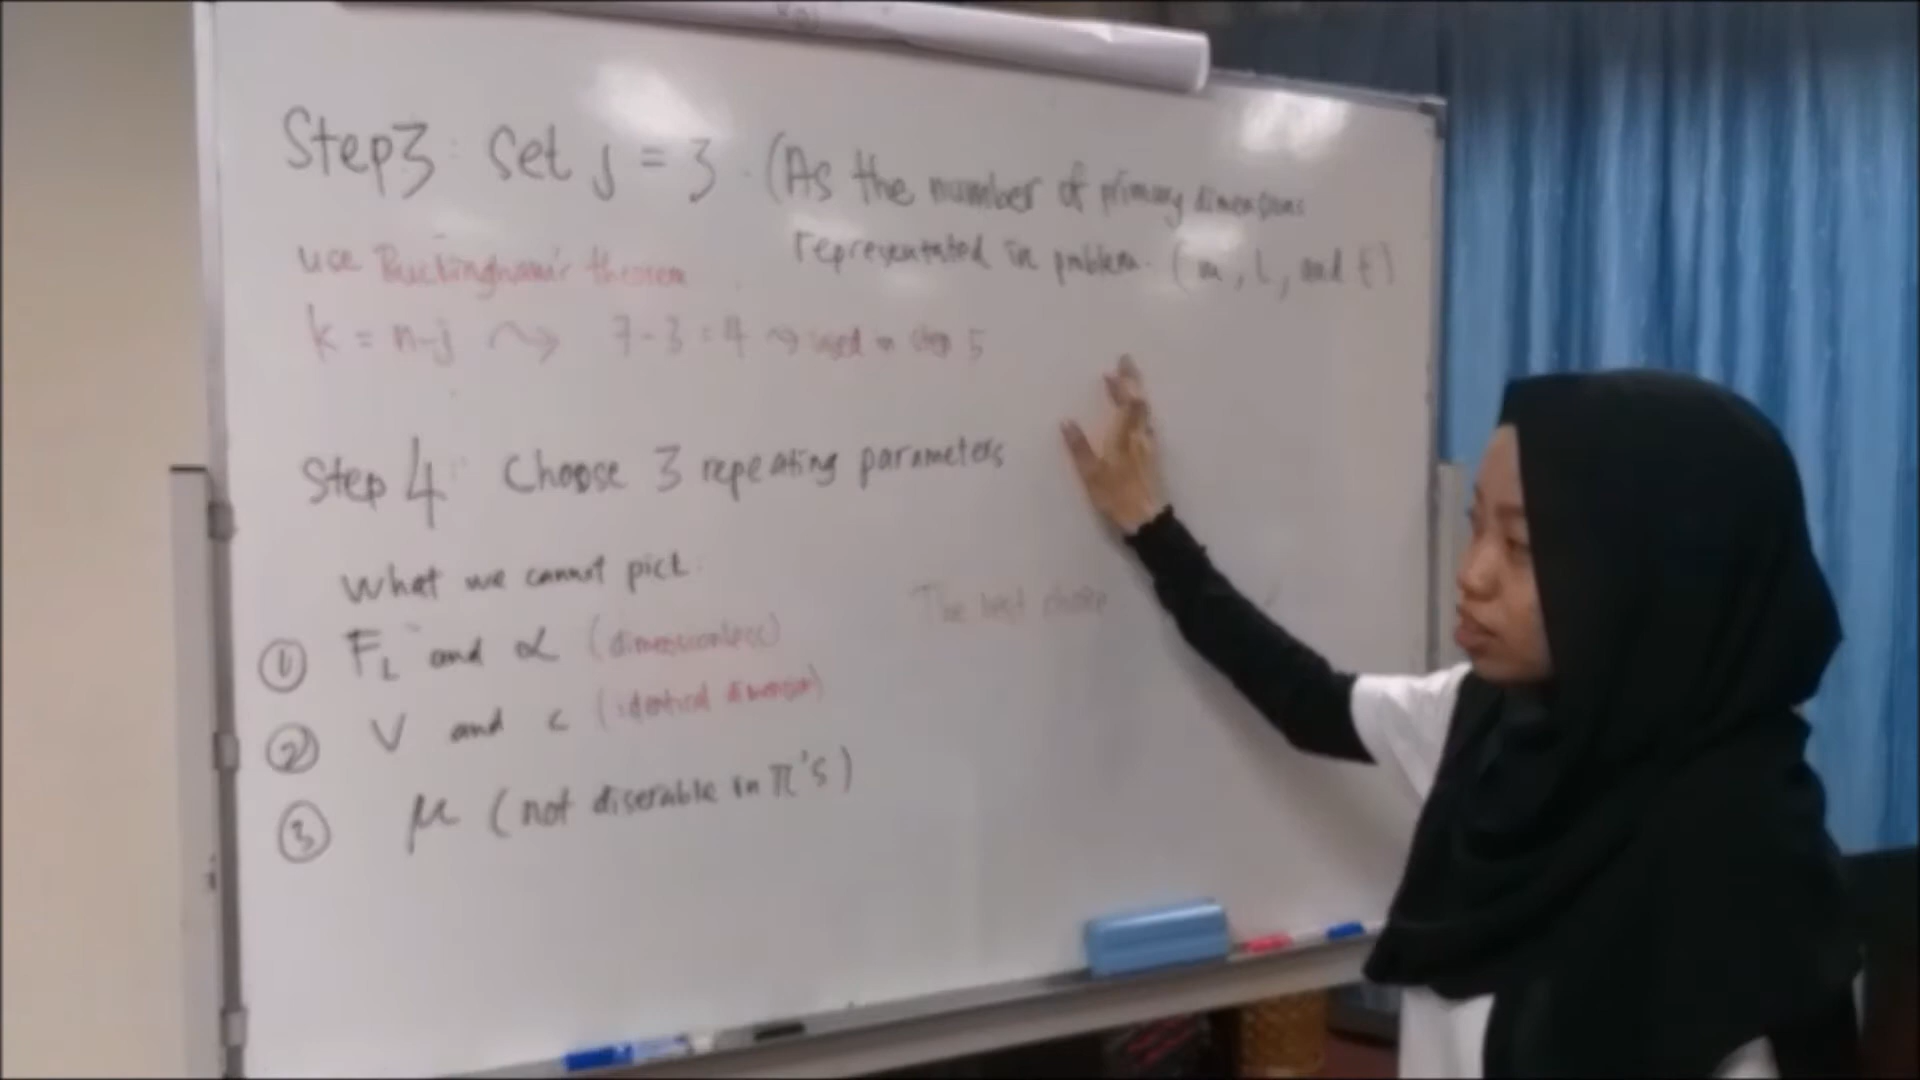 Step3: Set j = 3. (As the number of primary dimensions
representated in problem. (m, L, and t)
use Buckingham's theorem
k = n-j ⤳ 7-3=4 ⤳ used in step 5
Step 4: Choose 3 repeating parameters
What we cannot pick:
① FL and α (dimensionless)
② V and c (identical dimension)
③ μ (not diserable in π's)
The